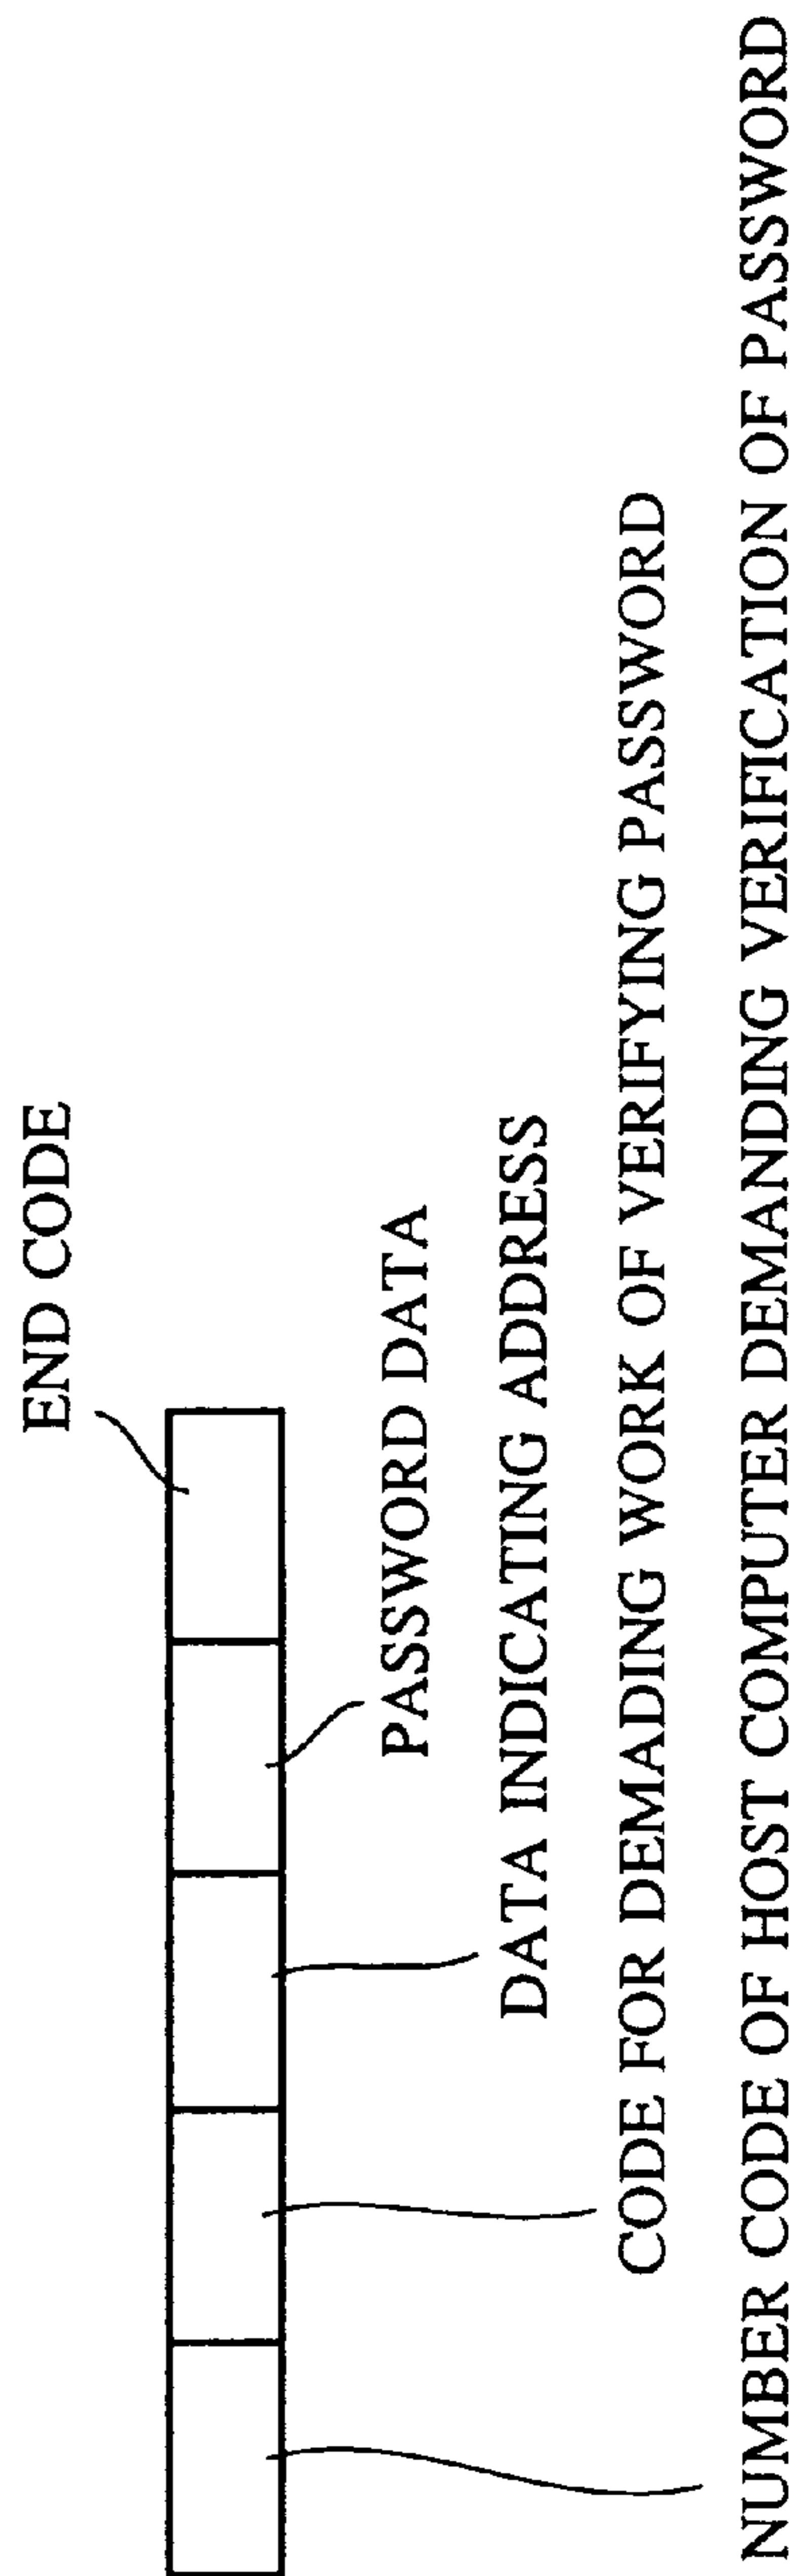 END CODE
PASSWORD DATA
DATA INDICATING ADDRESS
CODE FOR DEMADING WORK OF VERIFYING PASSWORD
NUMBER CODE OF HOST COMPUTER DEMANDING VERIFICATION OF PASSWORD